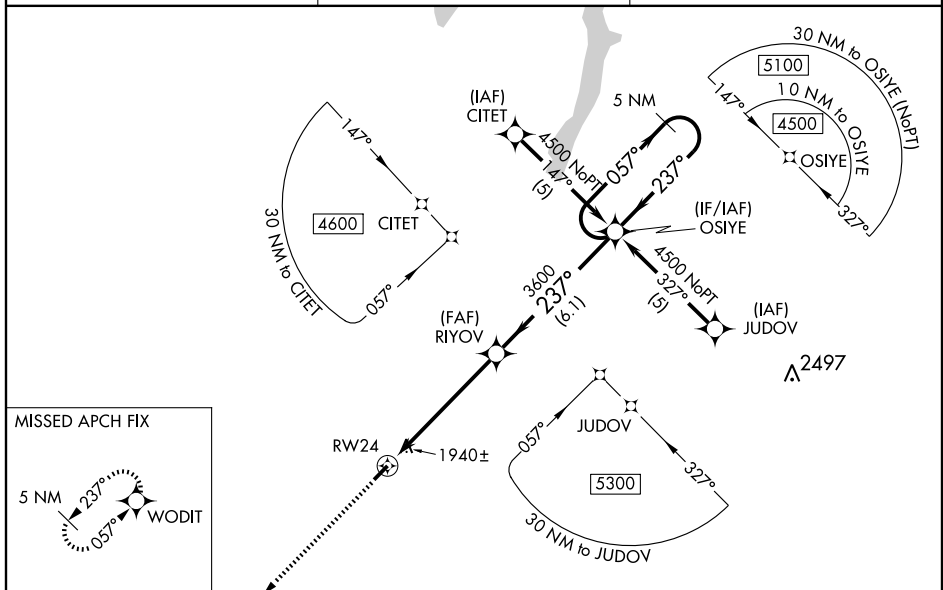 30 NM to OSIYE (NoPT)
5100
10 NM to OSIYE
4500
147°
OSIYE
327°
(IAF)
CITET
5 NM
4500 NoPT
147°
(5)
057°
237°
(IF/IAF)
OSIYE
147°
4600
CITET
057°
30 NM to CITET
4500 NoPT
327°
(5)
(IAF)
JUDOV
3600
237°
(6.1)
(FAF)
RIYOV
2497
RW24
1940±
057°
JUDOV
327°
5300
30 NM to JUDOV
MISSED APCH FIX
5 NM
237°
057°
WODIT